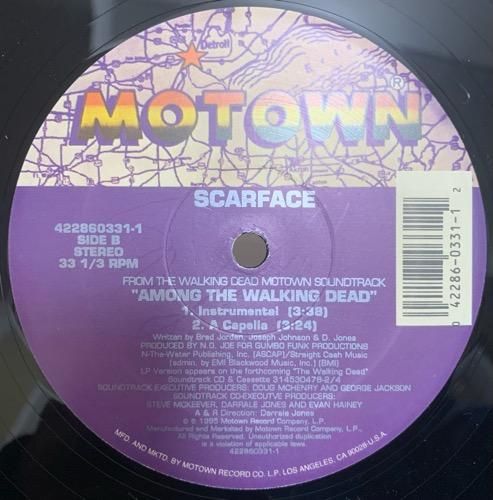 Detroit
MOTOWN®
SCARFACE
422860331-1
SIDE B
STEREO
33 1/3 RPM
0 42286-0331-1 2
FROM THE WALKING DEAD MOTOWN SOUNDTRACK
"AMONG THE WALKING DEAD"
1. Instrumental (3:38)
2. A Capella (3:24)
Written by Brad Jorden, Joseph Johnson & D. Jones
PRODUCED BY N.O. JOE FOR GUMBO FUNK PRODUCTIONS
N-The-Water Publishing, Inc. (ASCAP)/Straight Cash Music
(admin. by EMI Blackwood Music, Inc.) (BMI)
LP Version appears on the forthcoming "The Walking Dead"
Soundtrack CD & Cassette 314530478-2/4
SOUNDTRACK EXECUTIVE PRODUCERS: DOUG MCHENRY AND GEORGE JACKSON
SOUNDTRACK CO-EXECUTIVE PRODUCERS:
STEVE MCKEEVER, DARRALE JONES AND EVAN HAINEY
A & R Direction: Darrale Jones
℗ © 1995 Motown Record Company, L.P.
Manufactured and Marketed by Motown Record Company, L.P.
All Rights Reserved. Unauthorized duplication
is a violation of applicable laws.
422860331-1
MFD. AND MKTD. BY MOTOWN RECORD CO. L.P. LOS ANGELES, CA 90028-U.S.A.